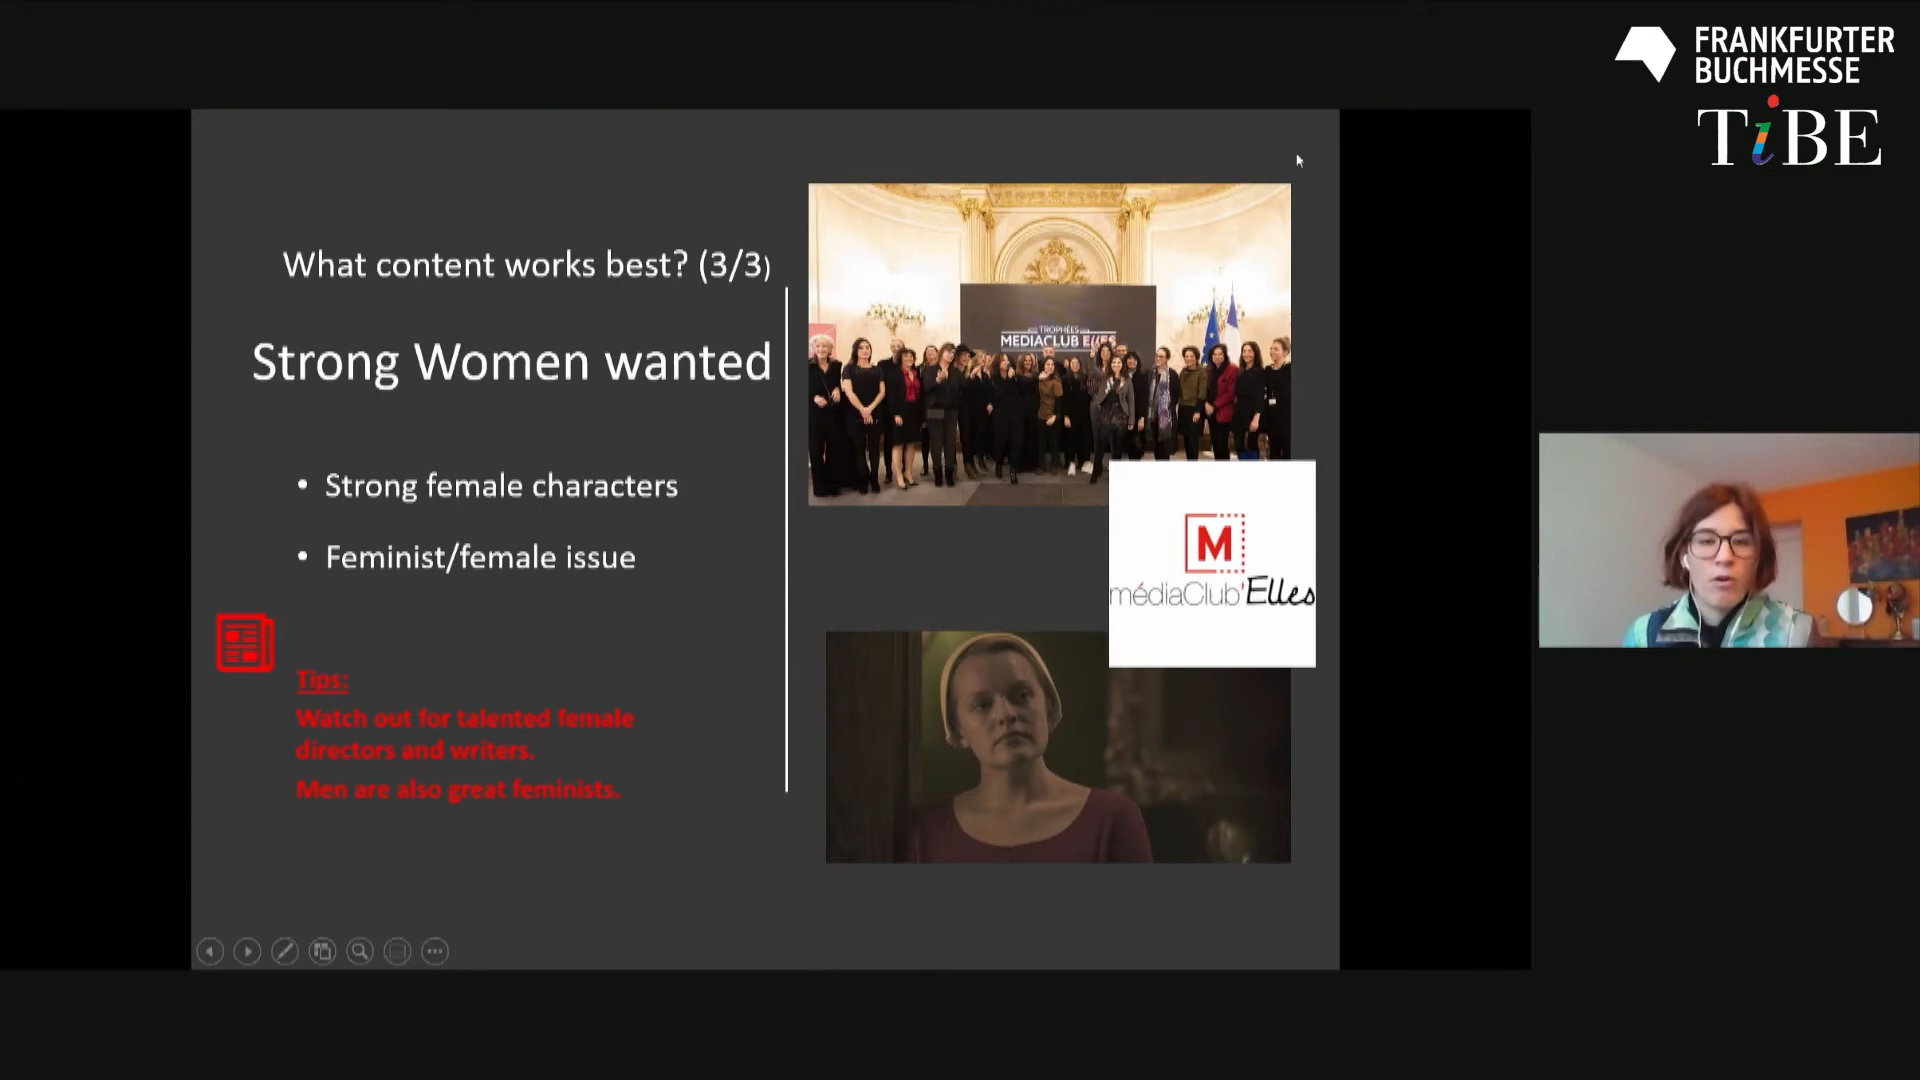 FRANKFURTER
BUCHMESSE
TiBE
What content works best? (3/3)
Strong Women wanted
• Strong female characters
• Feminist/female issue
Tips:
Watch out for talented female
directors and writers.
Men are also great feminists.
TROPHÉES
MEDIACLUB ELLES
M
médiaClub'Elles